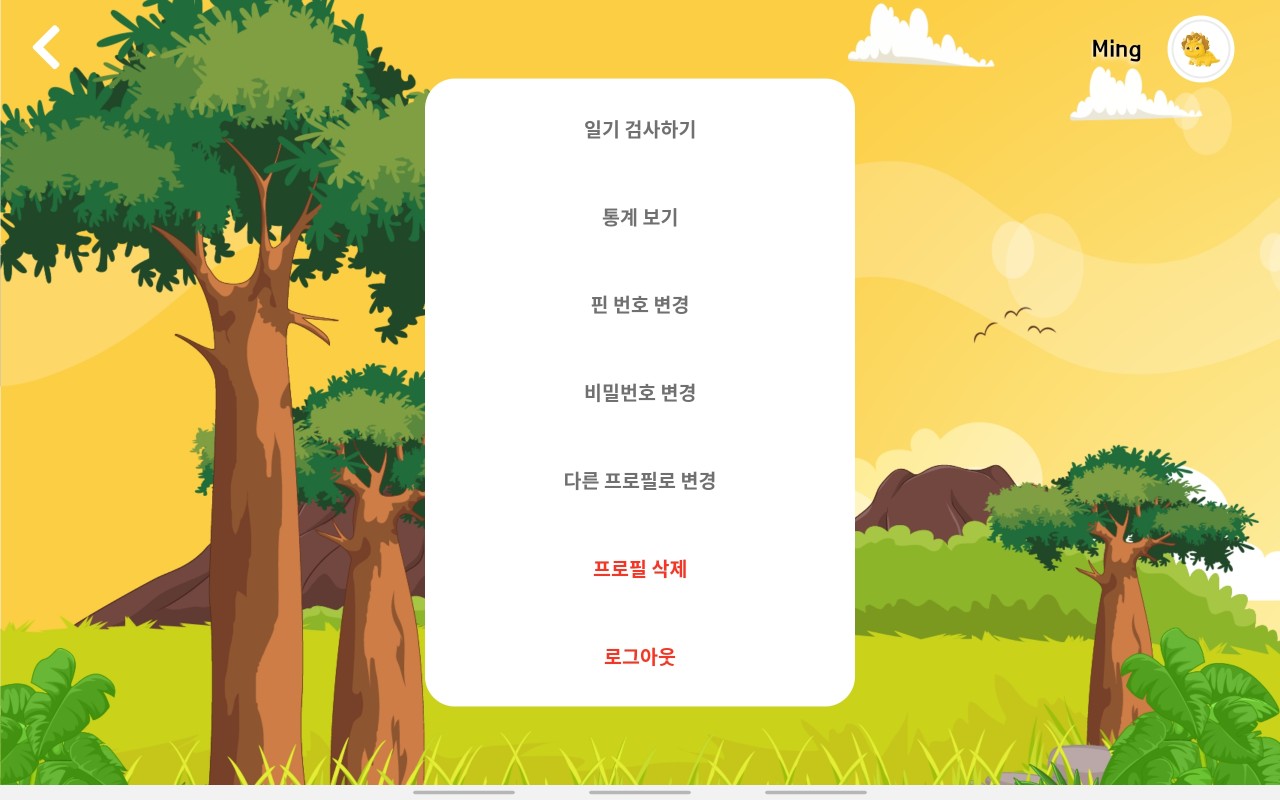 Ming
일기 검사하기
통계 보기
핀 번호 변경
비밀번호 변경
다른 프로필로 변경
프로필 삭제
로그아웃